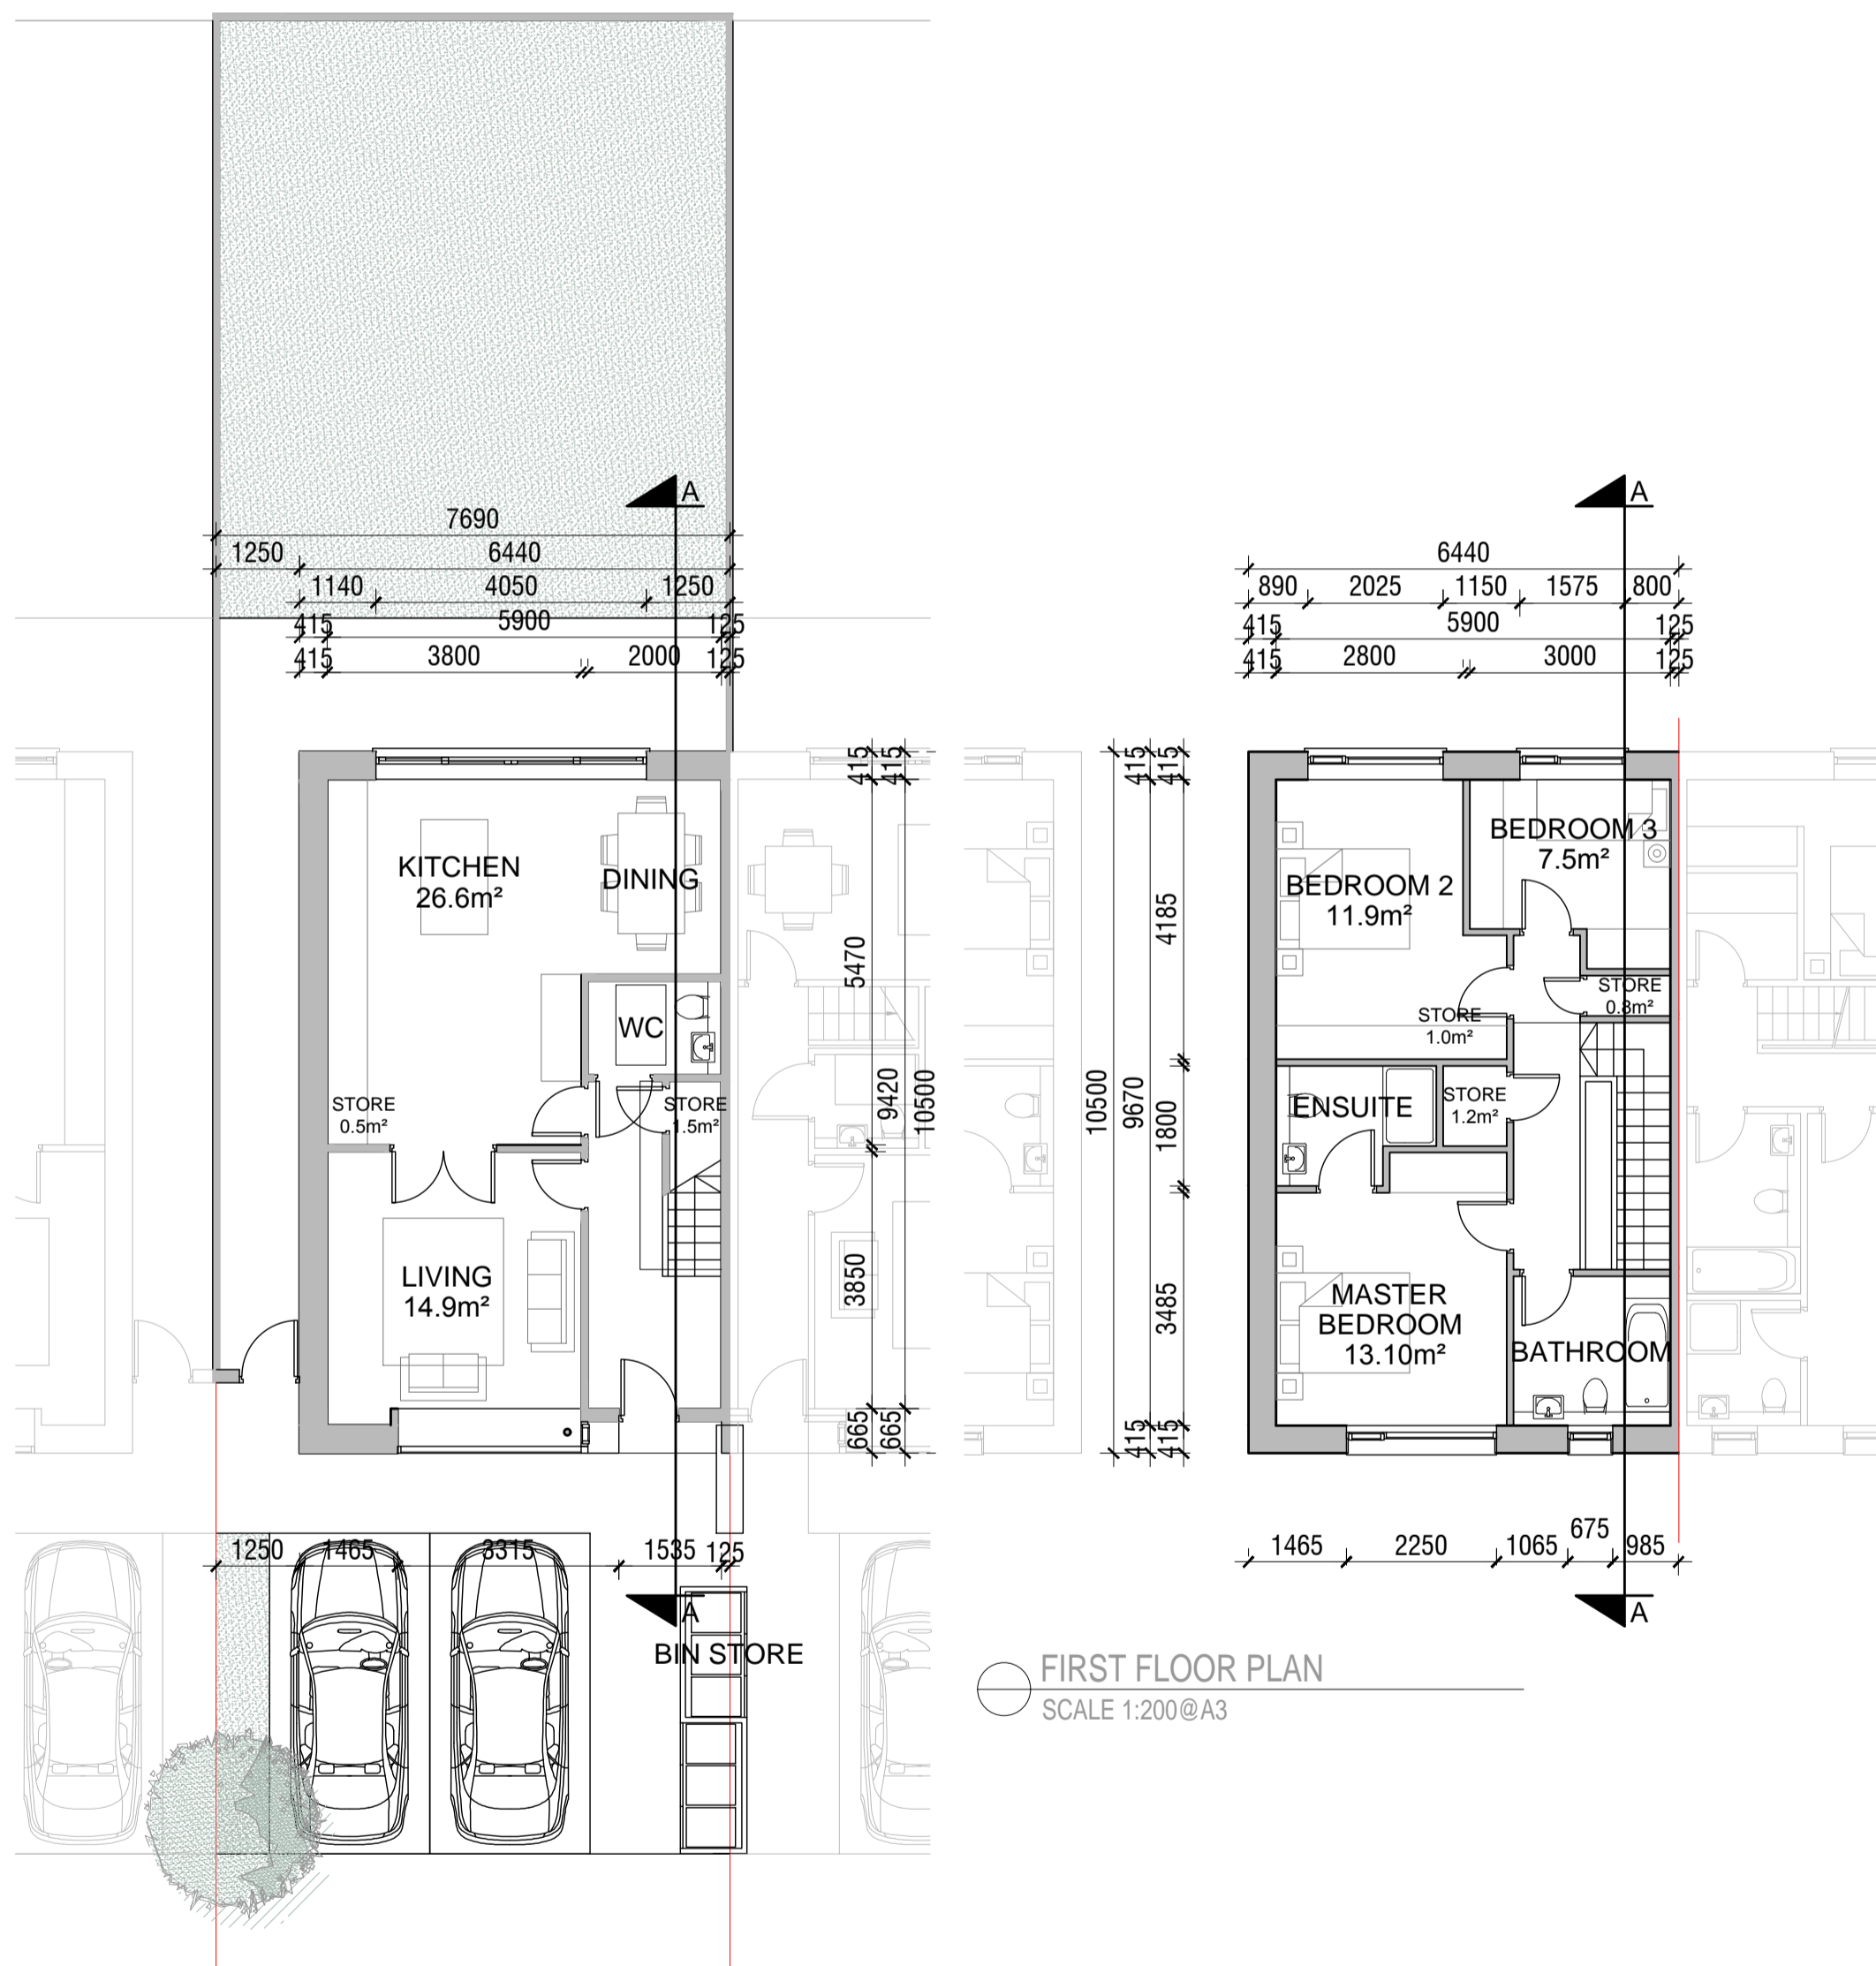 A
7690
1250 6440
1140 4050 1250
415 5900 125
415 3800 2000 125
415 415
KITCHEN
26.6m²
DINING
5470
WC
9420
10500
STORE
0.5m²
STORE
1.5m²
LIVING
14.9m²
3850
665 665
1250 1465 3315 1535 125
A
BIN STORE
A
6440
890 2025 1150 1575 800
415 5900 125
415 2800 3000 125
415 415
BEDROOM 3
7.5m²
BEDROOM 2
11.9m²
4185
STORE
0.8m²
STORE
1.0m²
10500
9670
1800
ENSUITE
STORE
1.2m²
3485
MASTER
BEDROOM
13.10m²
BATHROOM
415 415
1465 2250 1065 675 985
A
FIRST FLOOR PLAN
SCALE 1:200@A3